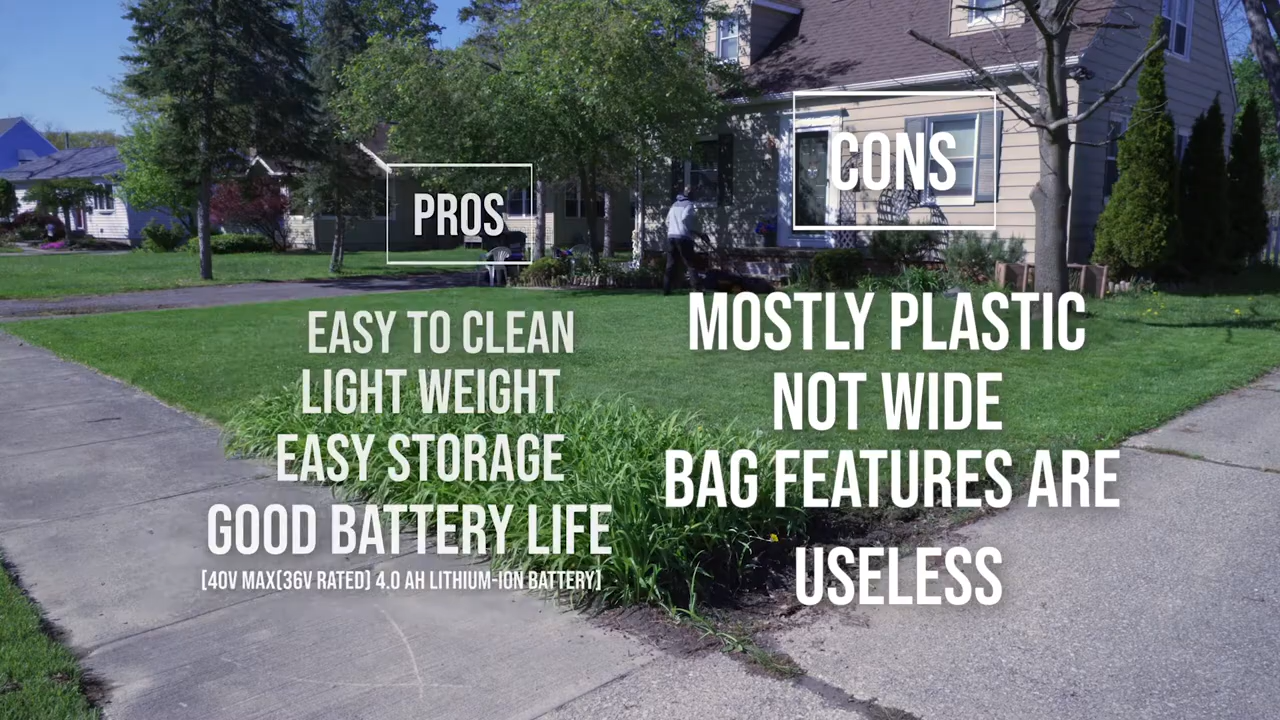 PROS
EASY TO CLEAN
LIGHT WEIGHT
EASY STORAGE
GOOD BATTERY LIFE
[40V MAX(36V RATED) 4.0 AH LITHIUM-ION BATTERY]
CONS
MOSTLY PLASTIC
NOT WIDE
BAG FEATURES ARE
USELESS